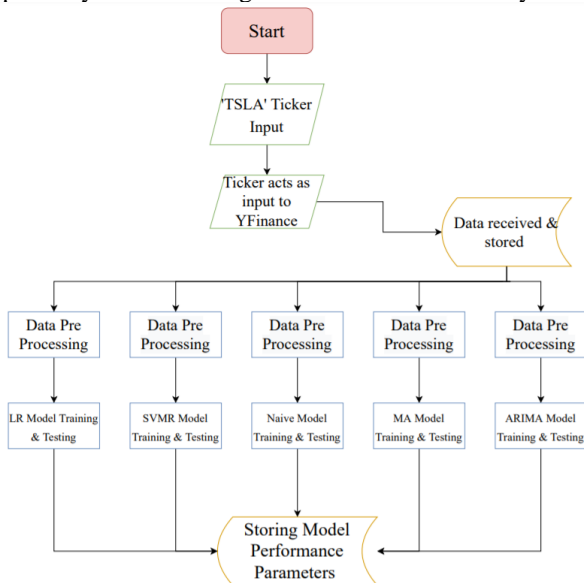 Start
'TSLA' Ticker
Input
Ticker acts as
input to
YFinance
Data received &
stored
Data Pre
Processing
Data Pre
Processing
Data Pre
Processing
Data Pre
Processing
Data Pre
Processing
LR Model Training
& Testing
SVMR Model
Training & Testing
Naive Model
Training & Testing
MA Model
Training & Testing
ARIMA Model
Training & Testing
Storing Model
Performance
Parameters